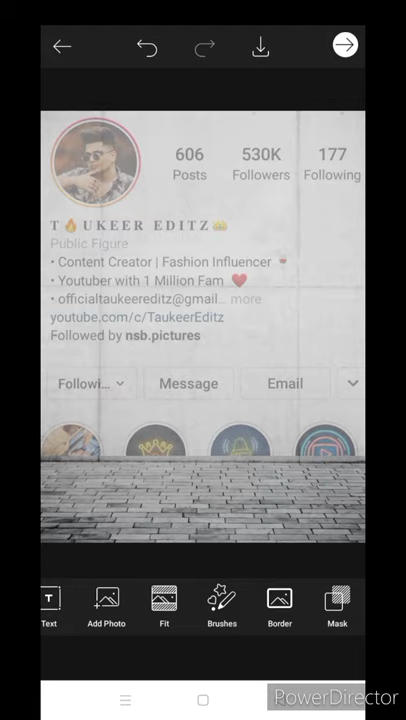 606 530K 177
Posts Followers Following
T🔥UKEER EDITZ👑
Public Figure
• Content Creator | Fashion Influencer 🍷
• Youtuber with 1 Million Fam ❤️
• officialtaukeereditz@gmail... more
youtube.com/c/TaukeerEditz
Followed by nsb.pictures
Followi... Message Email
T
Text Add Photo Fit Brushes Border Mask
PowerDirector